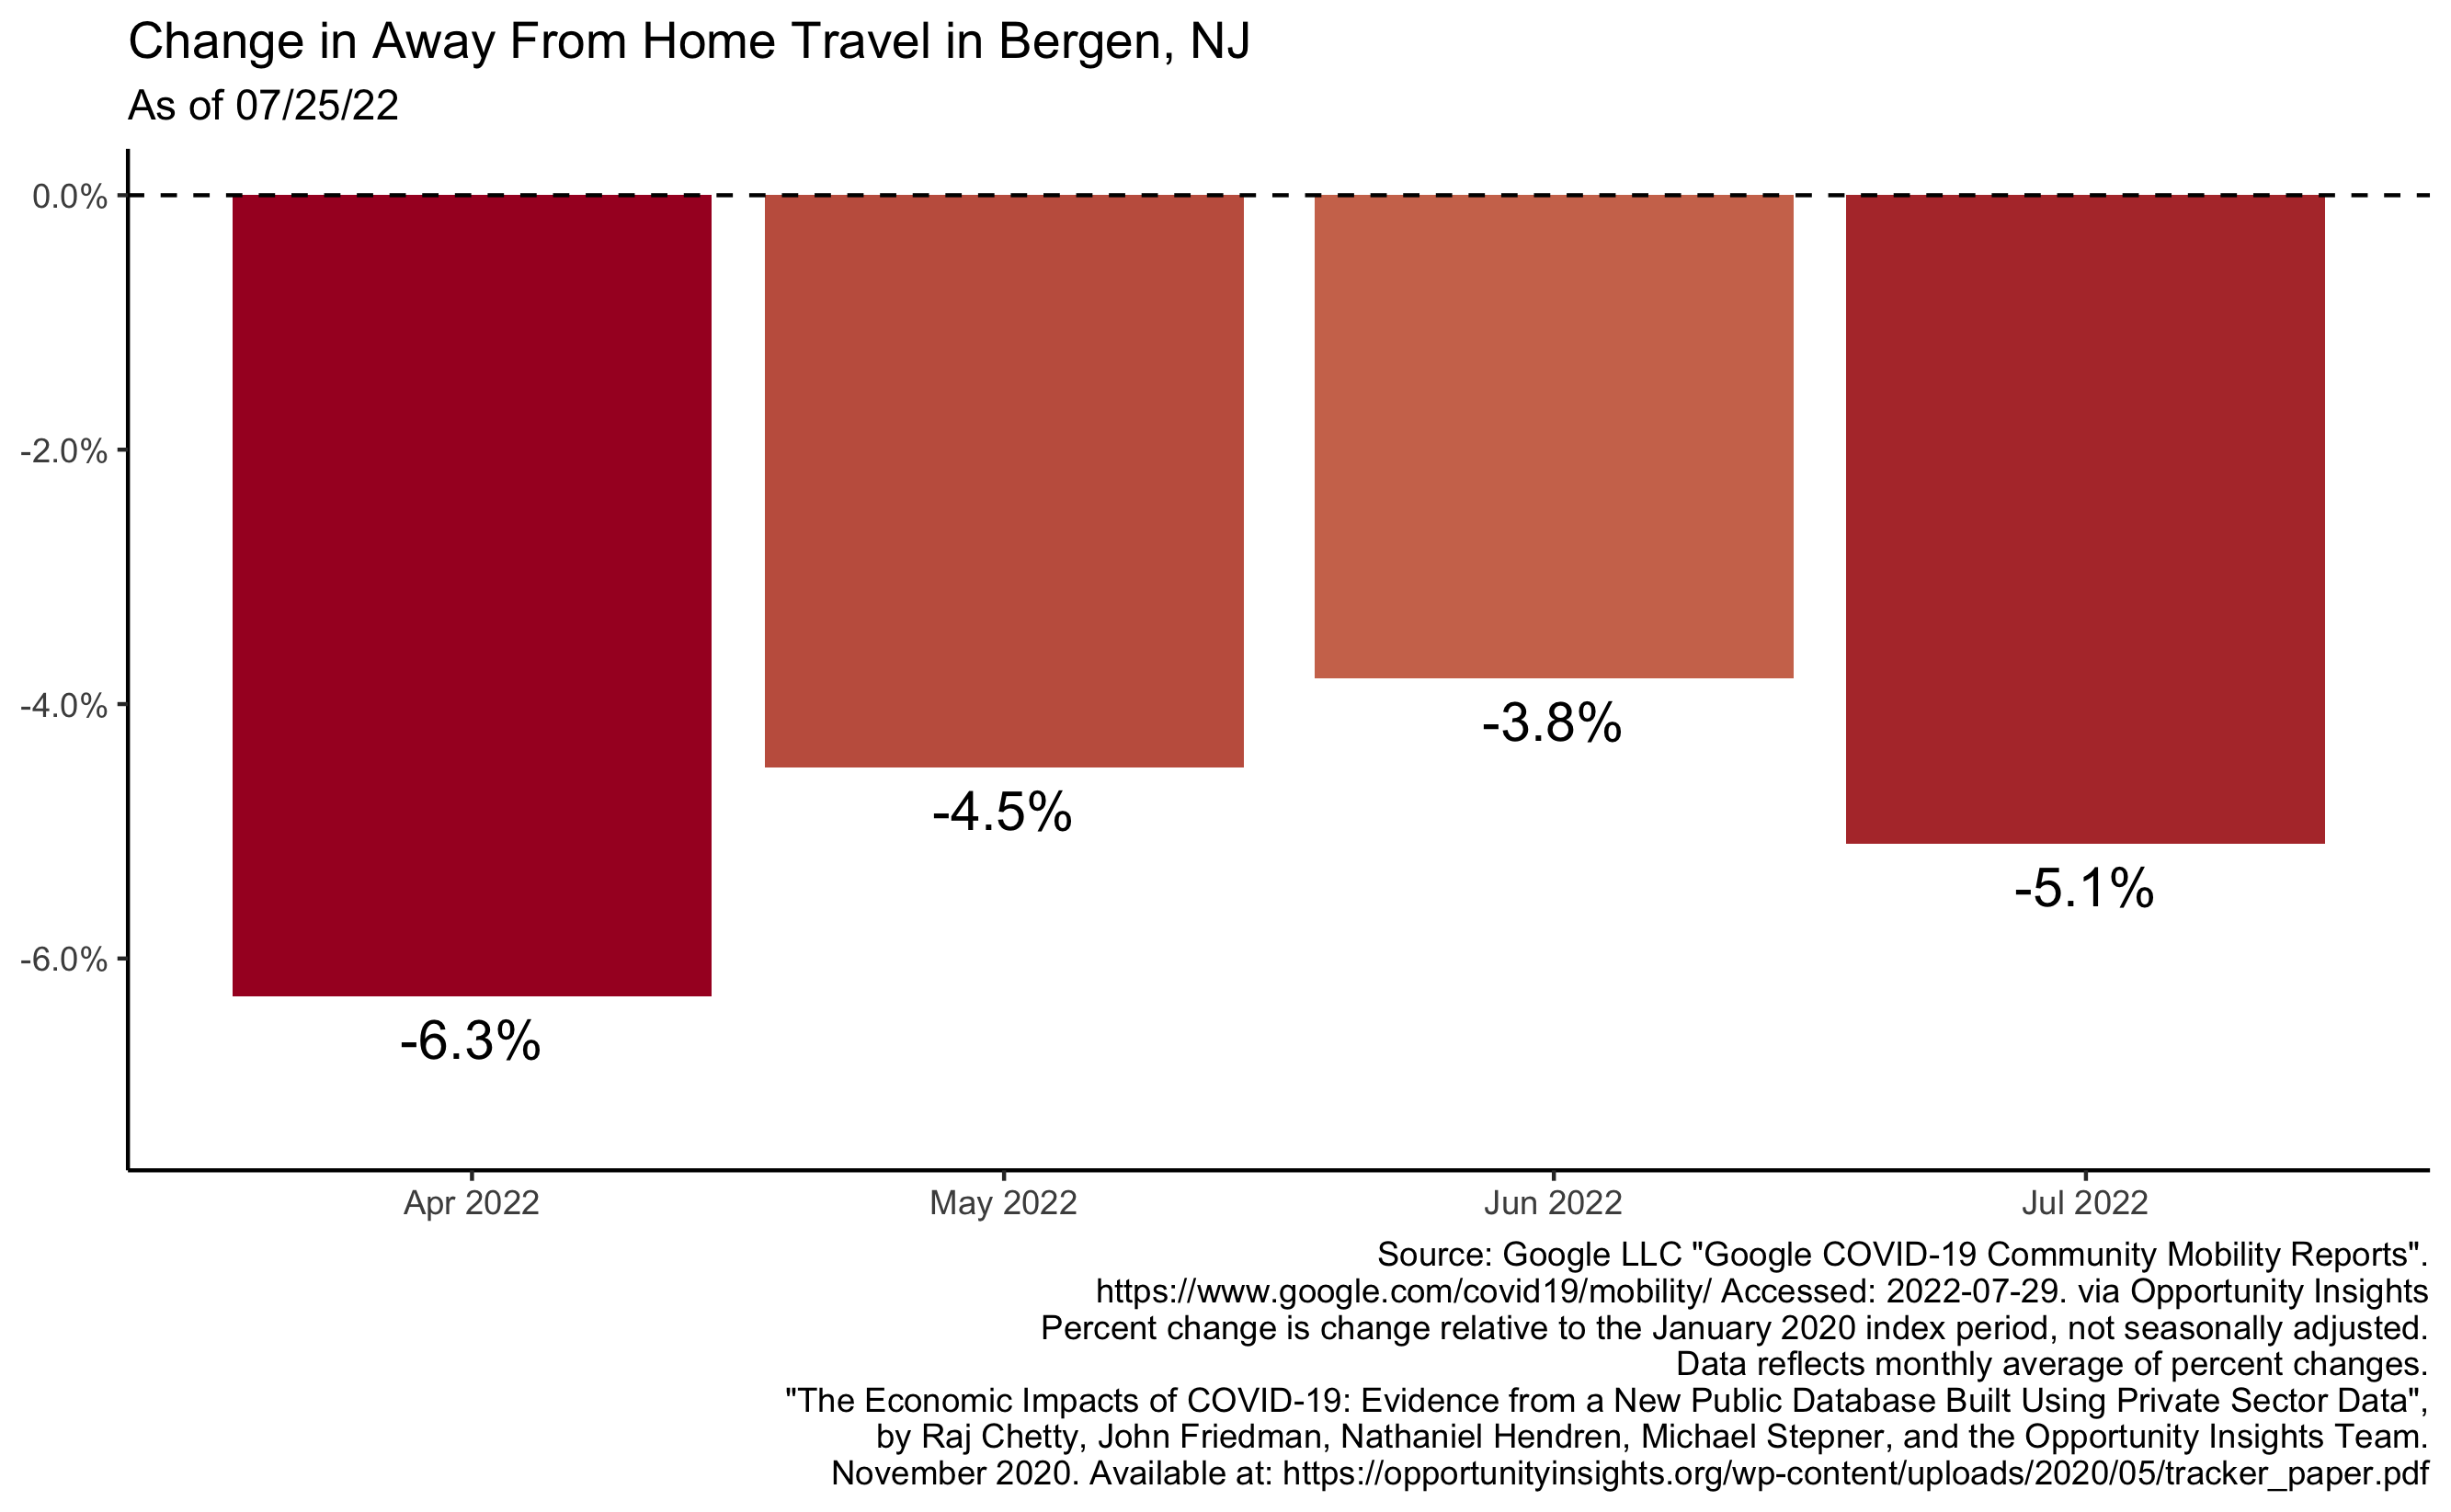 Change in Away From Home Travel in Bergen, NJ
As of 07/25/22
0.0%
-2.0%
-4.0%
-6.0%
-6.3%
-4.5%
-3.8%
-5.1%
Apr 2022
May 2022
Jun 2022
Jul 2022
Source: Google LLC "Google COVID-19 Community Mobility Reports".
https://www.google.com/covid19/mobility/ Accessed: 2022-07-29. via Opportunity Insights
Percent change is change relative to the January 2020 index period, not seasonally adjusted.
Data reflects monthly average of percent changes.
"The Economic Impacts of COVID-19: Evidence from a New Public Database Built Using Private Sector Data",
by Raj Chetty, John Friedman, Nathaniel Hendren, Michael Stepner, and the Opportunity Insights Team.
November 2020. Available at: https://opportunityinsights.org/wp-content/uploads/2020/05/tracker_paper.pdf